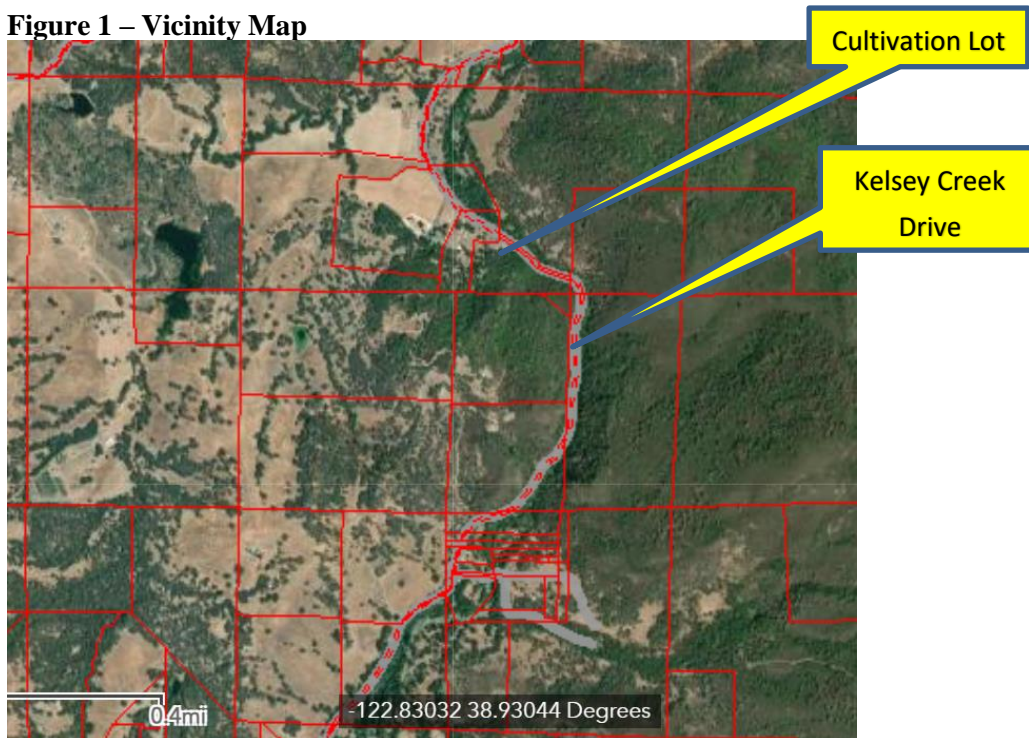 Figure 1 – Vicinity Map
Cultivation Lot
Kelsey Creek
Drive
0.4mi
-122.83032 38.93044 Degrees